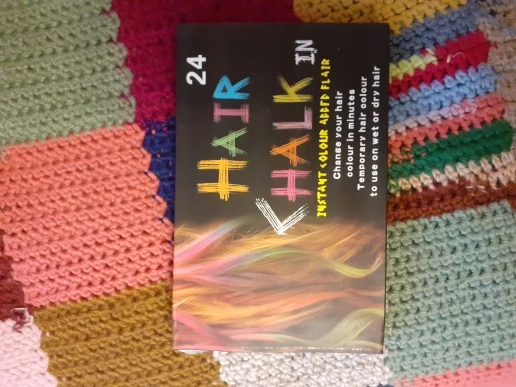 24
HAIR
CHALK IN
INSTANT COLOUR ADDED FLAIR
Change your hair
colour in minutes
Temporary hair colour
to use on wet or dry hair